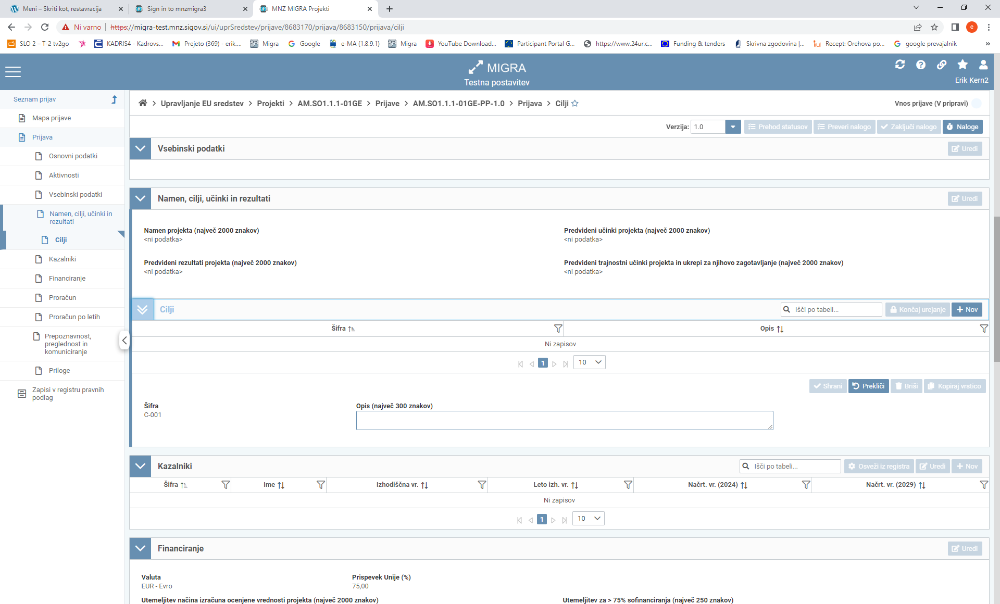 Meni – Skriti kot, restavracija
Sign in to mnzmigra3
MNZ MIGRA Projekti
Ni varno https://migra-test.mnz.sigov.si/ui/uprSredstev/prijave/8683170/prijava/8683150/prijava/cilji
e
SLO 2 – T-2 tv2go
KADRIS4 - Kadrovs...
Prejeto (369) - erik....
Migra
Google
e-MA (1.8.9.1)
Migra
YouTube Download...
Participant Portal G...
https://www.24ur.c...
Funding & tenders
Skrivna zgodovina |...
Recept: Orehova po...
google prevajalnik
MIGRA
Testna postavitev
Erik Kern2
Seznam prijav
Mapa prijave
Prijava
Osnovni podatki
Aktivnosti
Vsebinski podatki
Namen, cilji, učinki in
rezultati
Cilji
Kazalniki
Financiranje
Proračun
Proračun po letih
Prepoznavnost,
preglednost in
komuniciranje
Priloge
Zapisi v registru pravnih
podlag
Upravljanje EU sredstev > Projekti > AM.SO1.1.1-01GE > Prijave > AM.SO1.1.1-01GE-PP-1.0 > Prijava > Cilji
Vnos prijave (V pripravi)
Verzija: 1.0 Prehod statusov Preveri nalogo Zaključi nalogo Naloge
Vsebinski podatki Uredi
Namen, cilji, učinki in rezultati Uredi
Namen projekta (največ 2000 znakov)
<ni podatka>
Predvideni učinki projekta (največ 2000 znakov)
<ni podatka>
Predvideni rezultati projekta (največ 2000 znakov)
<ni podatka>
Predvideni trajnostni učinki projekta in ukrepi za njihovo zagotavljanje (največ 2000 znakov)
<ni podatka>
Cilji Išči po tabeli... Končaj urejanje + Nov
Šifra Opis
Ni zapisov
1 10
Shrani Prekliči Briši Kopiraj vrstico
Šifra
C-001
Opis (največ 300 znakov)
Kazalniki Išči po tabeli... Osveži iz registra Uredi + Nov
Šifra Ime Izhodiščna vr. Leto izh. vr. Načrt. vr. (2024) Načrt. vr. (2029)
Ni zapisov
1 10
Financiranje Uredi
Valuta
EUR - Evro
Prispevek Unije (%)
75,00
Utemeljitev načina izračuna ocenjene vrednosti projekta (največ 2000 znakov)
Utemeljitev za > 75% sofinanciranja (največ 250 znakov)